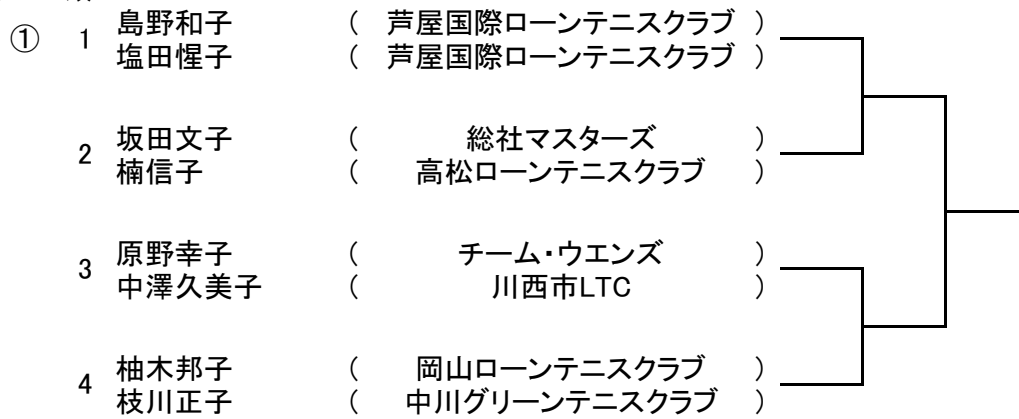 ① 1 島野和子 ( 芦屋国際ローンテニスクラブ )
塩田惺子 ( 芦屋国際ローンテニスクラブ )
2 坂田文子 ( 総社マスターズ )
楠信子 ( 高松ローンテニスクラブ )
3 原野幸子 ( チーム・ウエンズ )
中澤久美子 ( 川西市LTC )
4 柚木邦子 ( 岡山ローンテニスクラブ )
枝川正子 ( 中川グリーンテニスクラブ )